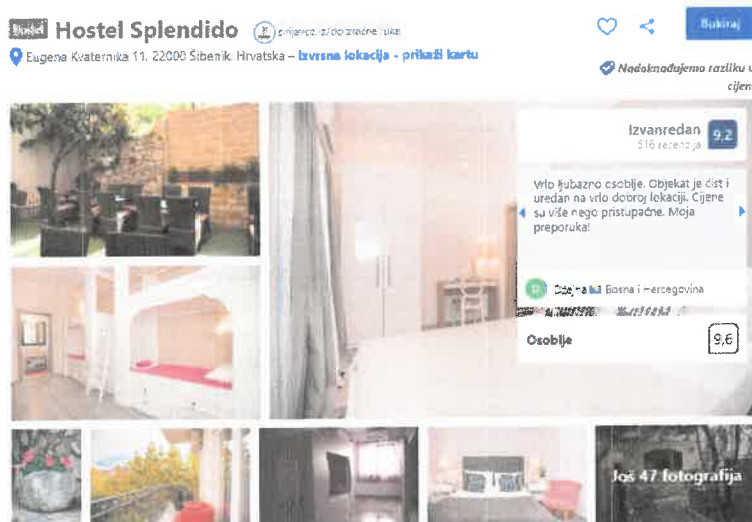 Hostel Hostel Splendido
Bukiraj
Eugena Kvaternika 11, 22000 Šibenik, Hrvatska – Izvrsna lokacija - prikaži kartu
Nadoknađujemo razliku u
cijeni
Izvanredan 9,2
516 recenzija
Vrlo ljubazno osoblje. Objekat je čist i
uredan na vrlo dobroj lokaciji. Cijene
su više nego pristupačne. Moja
preporuka!
Bosna i Hercegovina
Osoblje 9,6
Još 47 fotografija